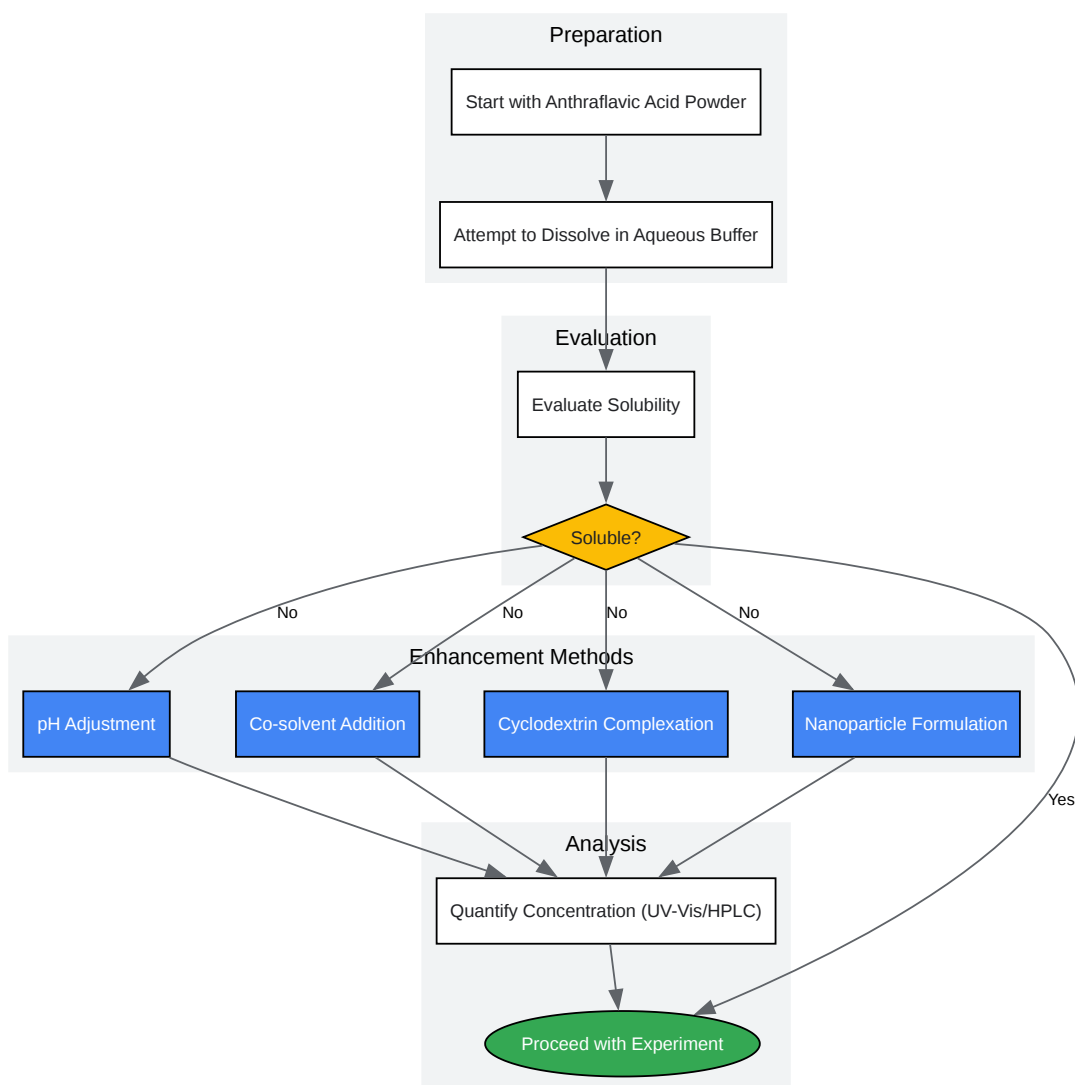 Preparation
Start with Anthraflavic Acid Powder
Attempt to Dissolve in Aqueous Buffer
Evaluation
Evaluate Solubility
Soluble?
No
No
No
No
Enhancement Methods
pH Adjustment
Co-solvent Addition
Cyclodextrin Complexation
Nanoparticle Formulation
Yes
Analysis
Quantify Concentration (UV-Vis/HPLC)
Proceed with Experiment